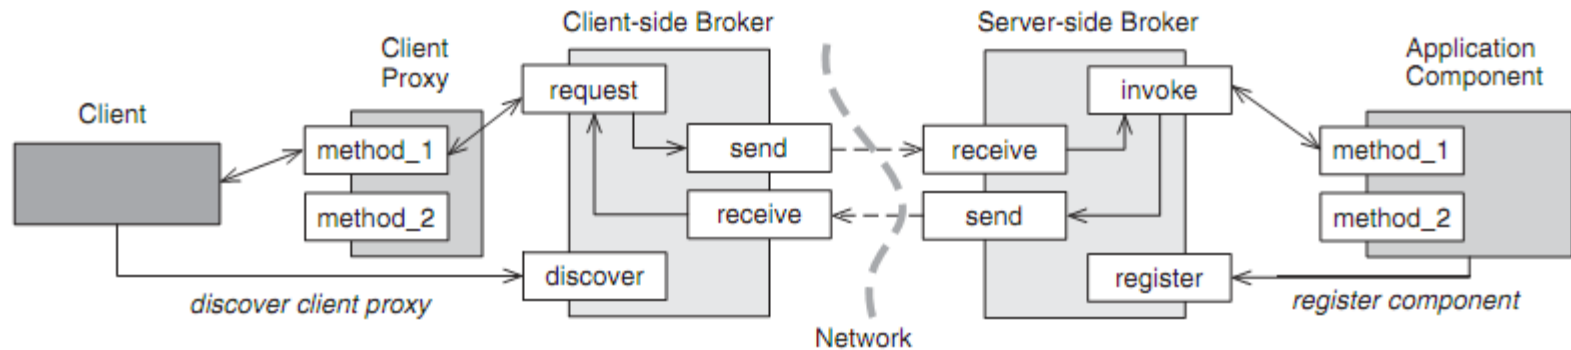 Client-side Broker
Server-side Broker
Client
Proxy
Application
Component
Client
request
invoke
method_1
send
receive
method_1
method_2
receive
send
method_2
discover
register
discover client proxy
register component
Network